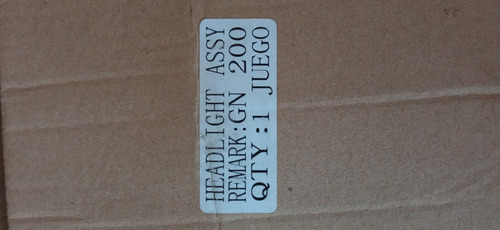 HEADLIGHT ASSY
REMARK:GN 200
QTY:1 JUEGO